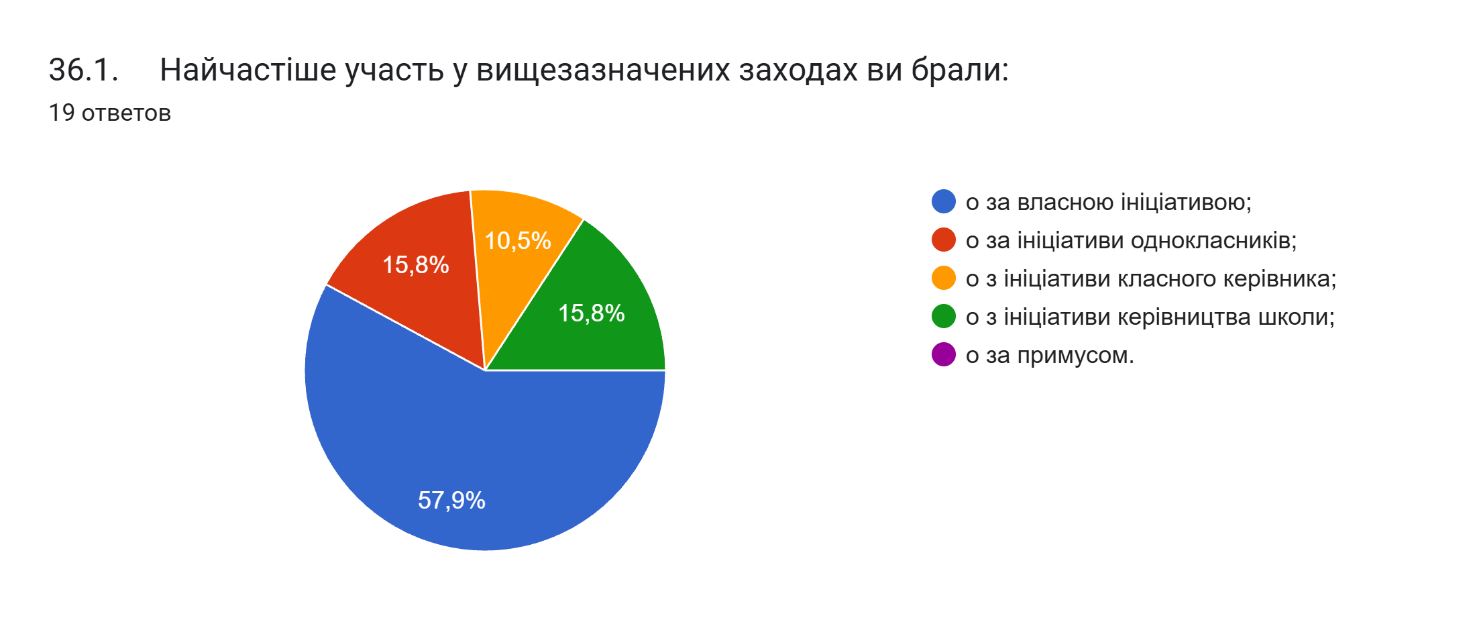 36.1. Найчастіше участь у вищезазначених заходах ви брали:
19 ответов
15,8%
10,5%
15,8%
57,9%
о за власною ініціативою;
о за ініціативи однокласників;
о з ініціативи класного керівника;
о з ініціативи керівництва школи;
о за примусом.